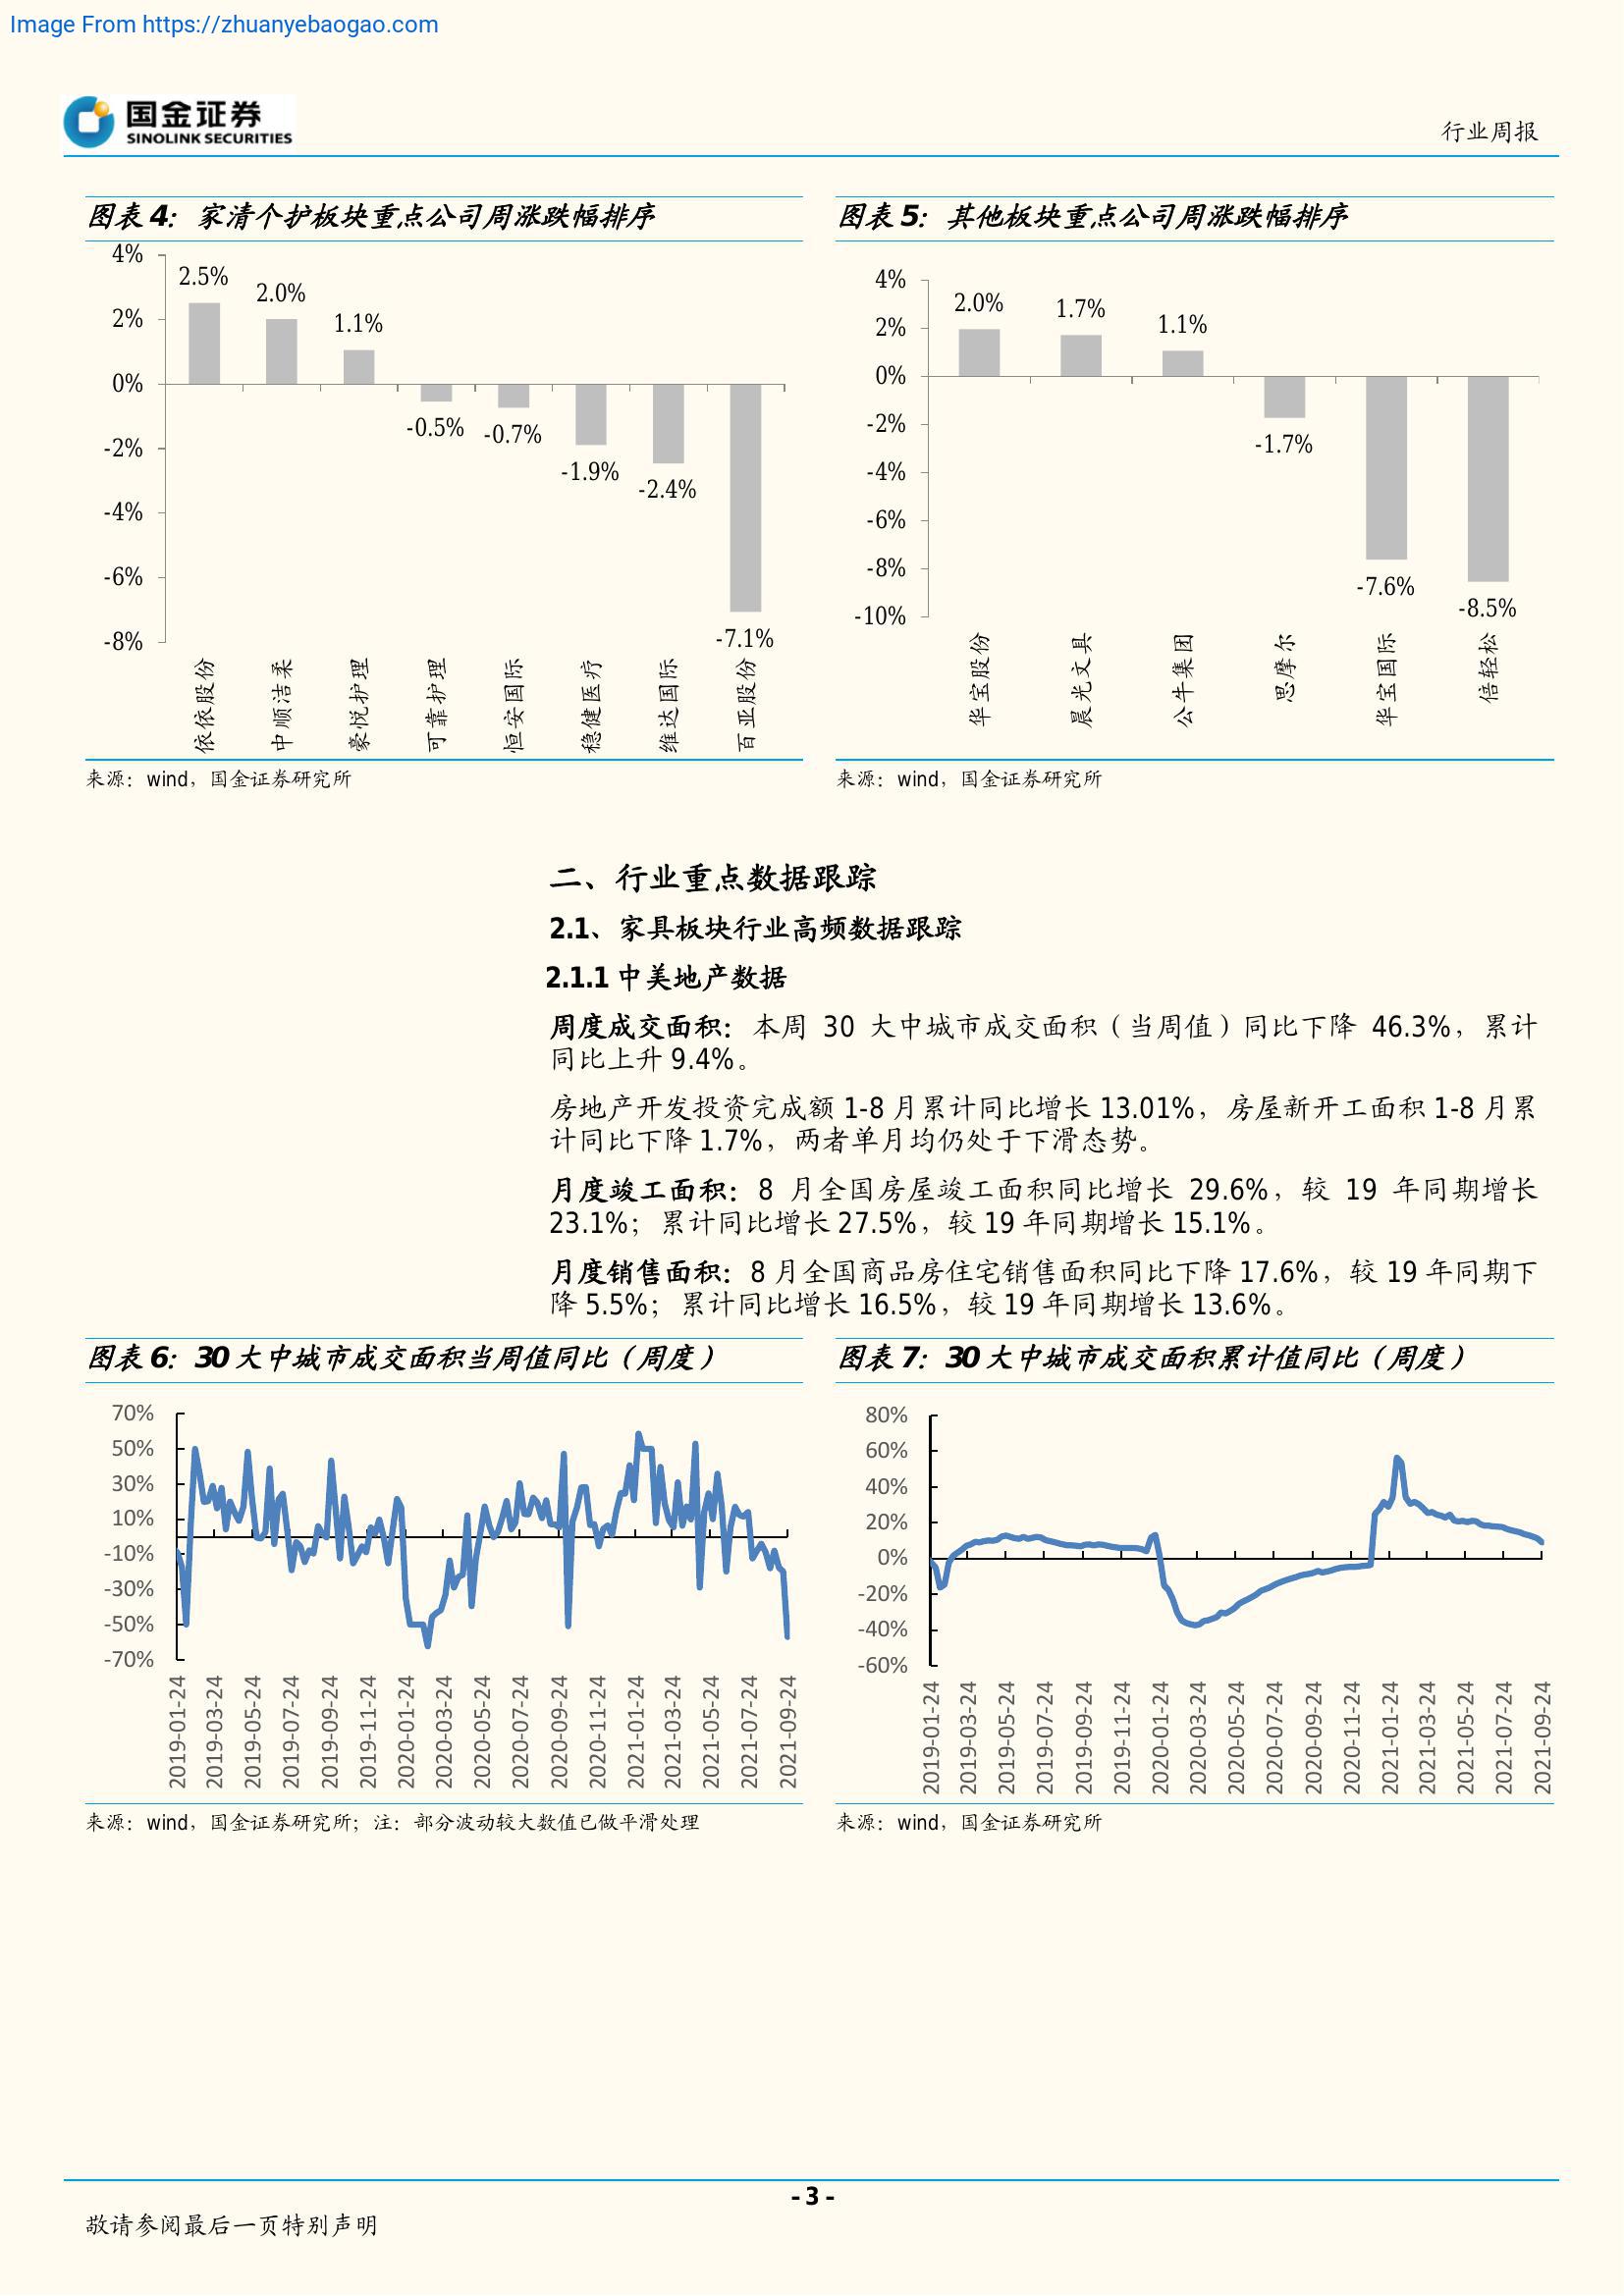 Image From https://zhuanyebaogao.com
国金证券
SINOLINK SECURITIES
行业周报
图表 4：家清个护板块重点公司周涨跌幅排序
4%
2%
0%
-2%
-4%
-6%
-8%
2.5%
2.0%
1.1%
-0.5%
-0.7%
-1.9%
-2.4%
-7.1%
依依股份
中顺洁柔
豪悦护理
可靠护理
恒安国际
稳健医疗
维达国际
百亚股份
来源：wind，国金证券研究所
图表 5：其他板块重点公司周涨跌幅排序
4%
2%
0%
-2%
-4%
-6%
-8%
-10%
2.0%
1.7%
1.1%
-1.7%
-7.6%
-8.5%
华宝股份
晨光文具
公牛集团
思摩尔
华宝国际
倍轻松
来源：wind，国金证券研究所
二、行业重点数据跟踪
2.1、家具板块行业高频数据跟踪
2.1.1 中美地产数据
周度成交面积：本周 30 大中城市成交面积（当周值）同比下降 46.3%，累计
同比上升 9.4%。
房地产开发投资完成额 1-8 月累计同比增长 13.01%，房屋新开工面积 1-8 月累
计同比下降 1.7%，两者单月均仍处于下滑态势。
月度竣工面积：8 月全国房屋竣工面积同比增长 29.6%，较 19 年同期增长
23.1%；累计同比增长 27.5%，较 19 年同期增长 15.1%。
月度销售面积：8 月全国商品房住宅销售面积同比下降 17.6%，较 19 年同期下
降 5.5%；累计同比增长 16.5%，较 19 年同期增长 13.6%。
图表 6：30 大中城市成交面积当周值同比（周度）
70%
50%
30%
10%
-10%
-30%
-50%
-70%
2019-01-24
2019-03-24
2019-05-24
2019-07-24
2019-09-24
2019-11-24
2020-01-24
2020-03-24
2020-05-24
2020-07-24
2020-09-24
2020-11-24
2021-01-24
2021-03-24
2021-05-24
2021-07-24
2021-09-24
来源：wind，国金证券研究所；注：部分波动较大数值已做平滑处理
图表 7：30 大中城市成交面积累计值同比（周度）
80%
60%
40%
20%
0%
-20%
-40%
-60%
2019-01-24
2019-03-24
2019-05-24
2019-07-24
2019-09-24
2019-11-24
2020-01-24
2020-03-24
2020-05-24
2020-07-24
2020-09-24
2020-11-24
2021-01-24
2021-03-24
2021-05-24
2021-07-24
2021-09-24
来源：wind，国金证券研究所
- 3 -
敬请参阅最后一页特别声明